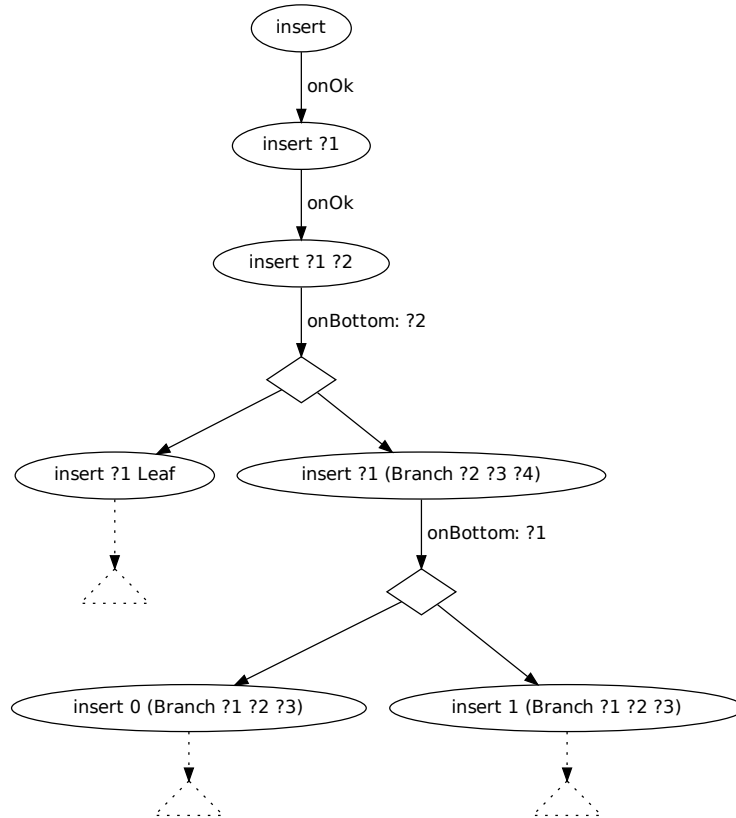 insert
onOk
insert ?1
onOk
insert ?1 ?2
onBottom: ?2
insert ?1 Leaf
insert ?1 (Branch ?2 ?3 ?4)
onBottom: ?1
insert 0 (Branch ?1 ?2 ?3)
insert 1 (Branch ?1 ?2 ?3)